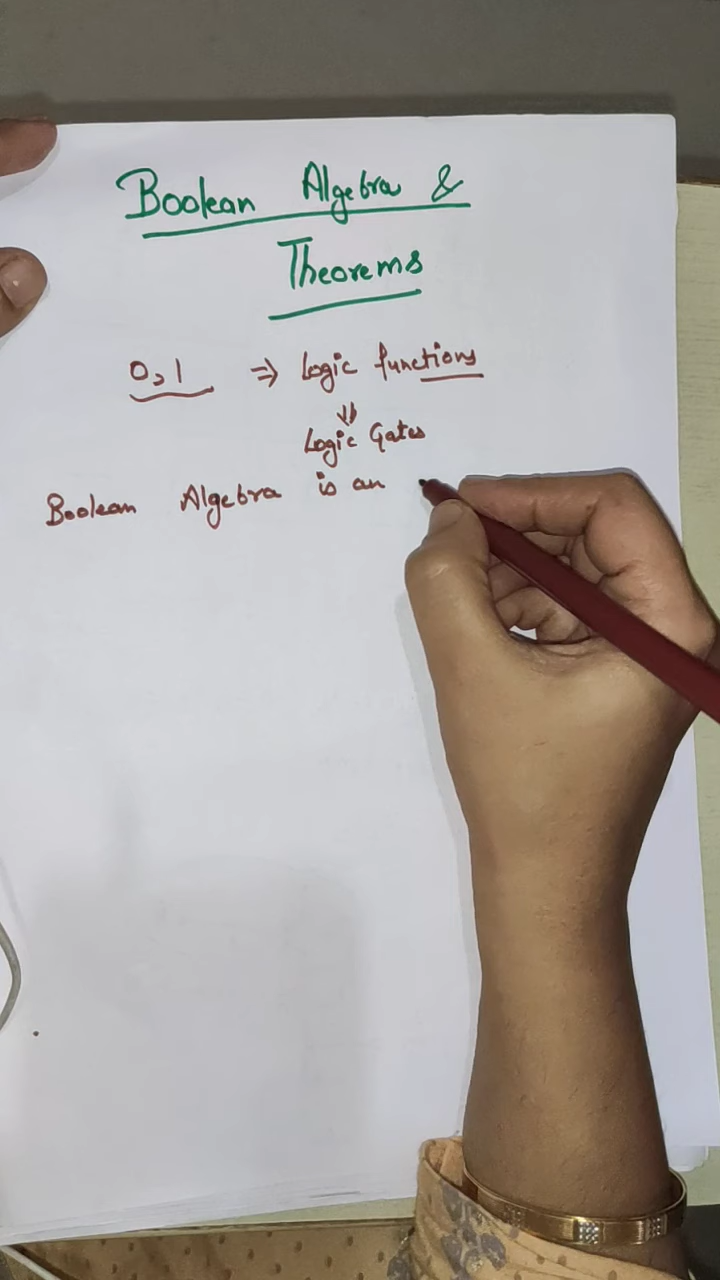 Boolean Algebra &
Theorems
0,1 ⇒ Logic functions
⇓
Logic Gates
Boolean Algebra is an